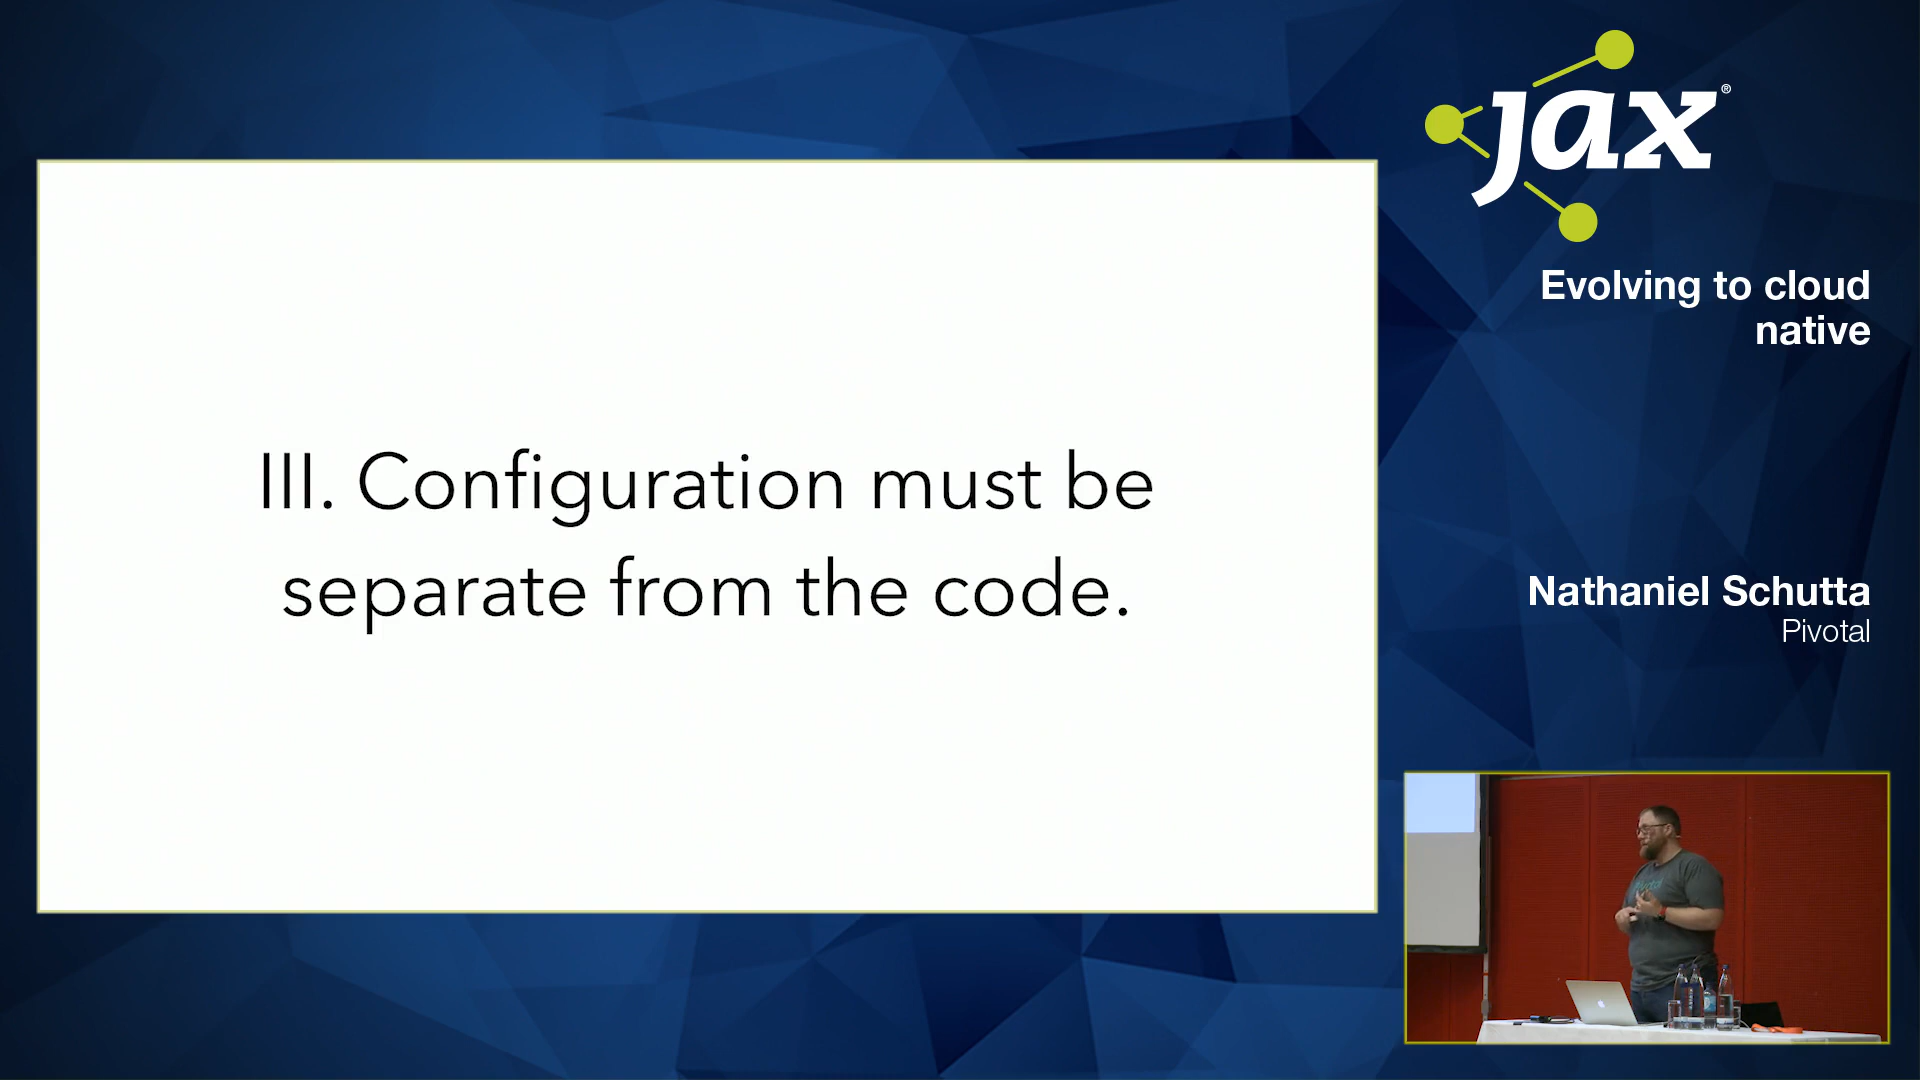 III. Configuration must be
separate from the code.
jax®
Evolving to cloud
native
Nathaniel Schutta
Pivotal